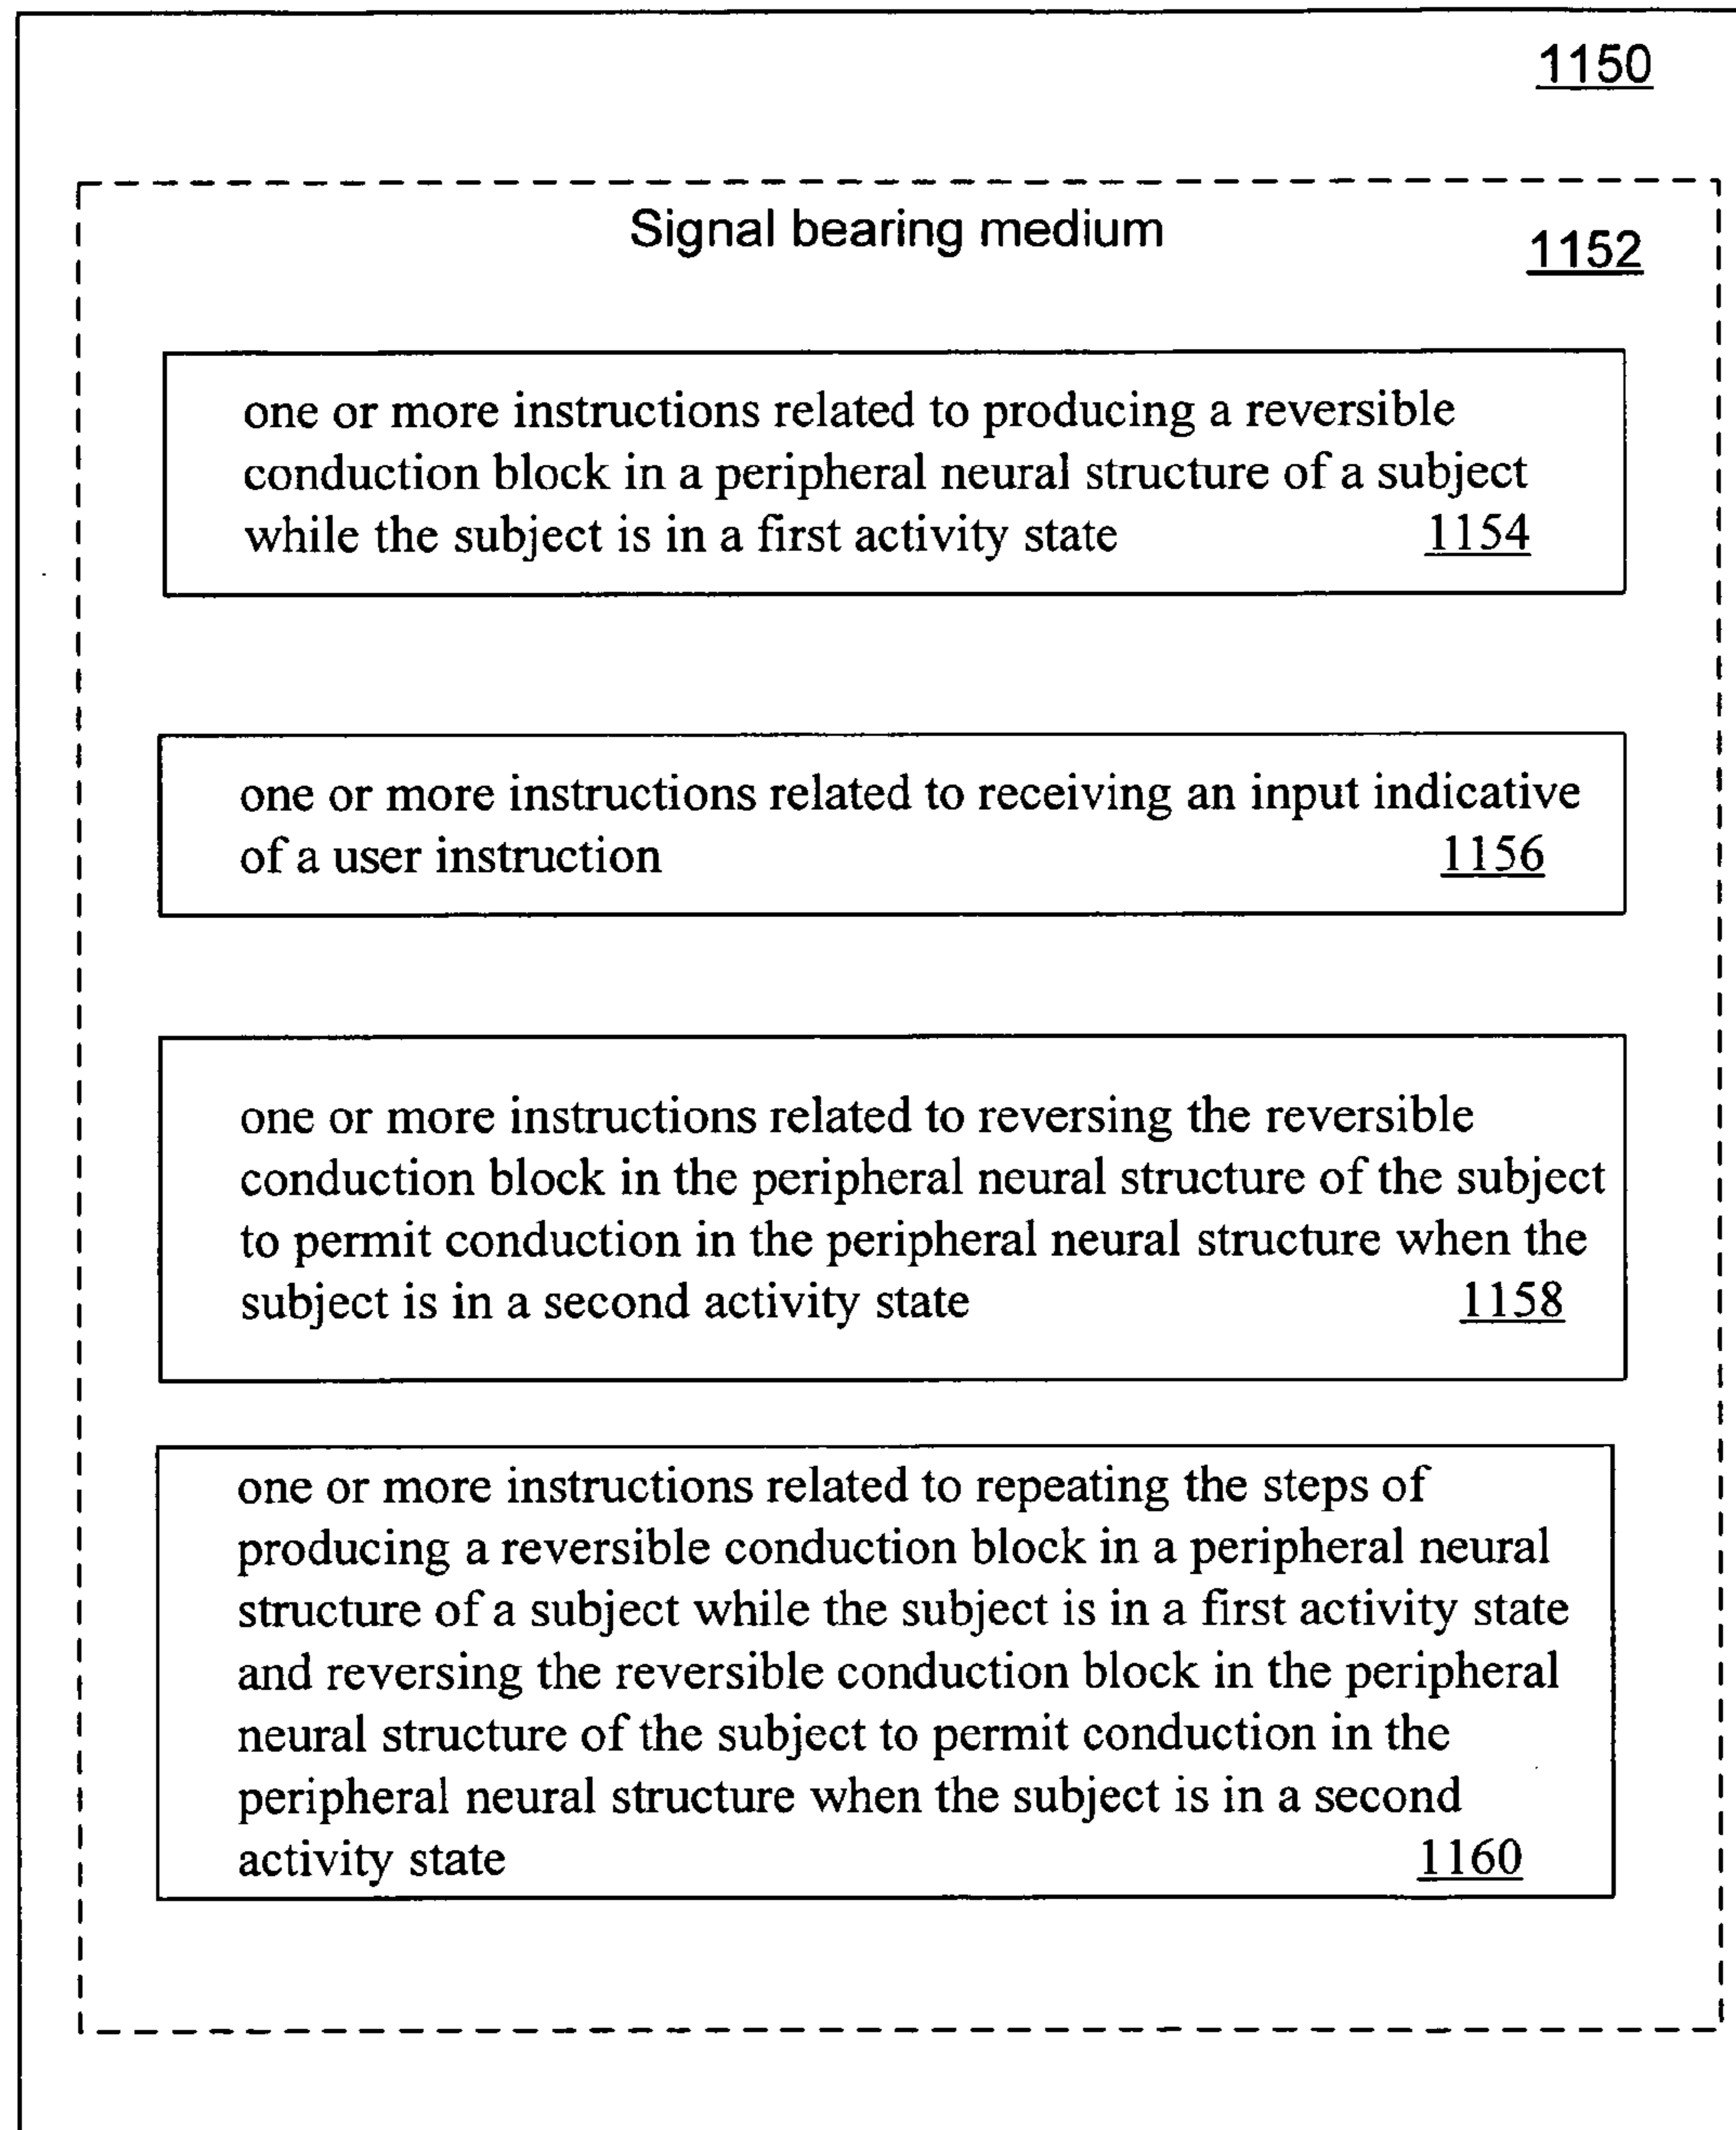 1150
Signal bearing medium
1152
one or more instructions related to producing a reversible
conduction block in a peripheral neural structure of a subject
while the subject is in a first activity state 1154
one or more instructions related to receiving an input indicative
of a user instruction 1156
one or more instructions related to reversing the reversible
conduction block in the peripheral neural structure of the subject
to permit conduction in the peripheral neural structure when the
subject is in a second activity state 1158
one or more instructions related to repeating the steps of
producing a reversible conduction block in a peripheral neural
structure of a subject while the subject is in a first activity state
and reversing the reversible conduction block in the peripheral
neural structure of the subject to permit conduction in the
peripheral neural structure when the subject is in a second
activity state 1160